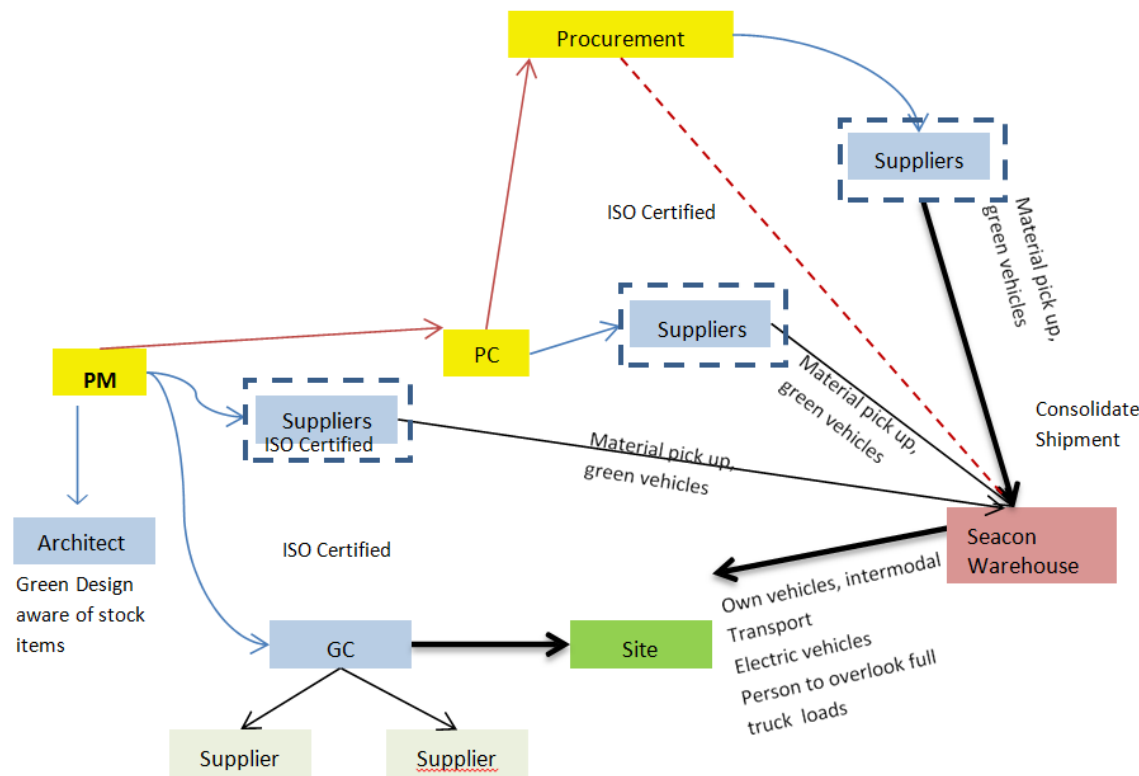 Procurement
Suppliers
Material pick up,
green vehicles
ISO Certified
Suppliers
PC
Material pick up,
green vehicles
PM
Suppliers
ISO Certified
Material pick up,
green vehicles
Consolidate
Shipment
Architect
Green Design
aware of stock
items
ISO Certified
Seacon
Warehouse
Own vehicles, intermodal
Transport
Electric vehicles
Person to overlook full
truck loads
GC
Site
Supplier
Supplier